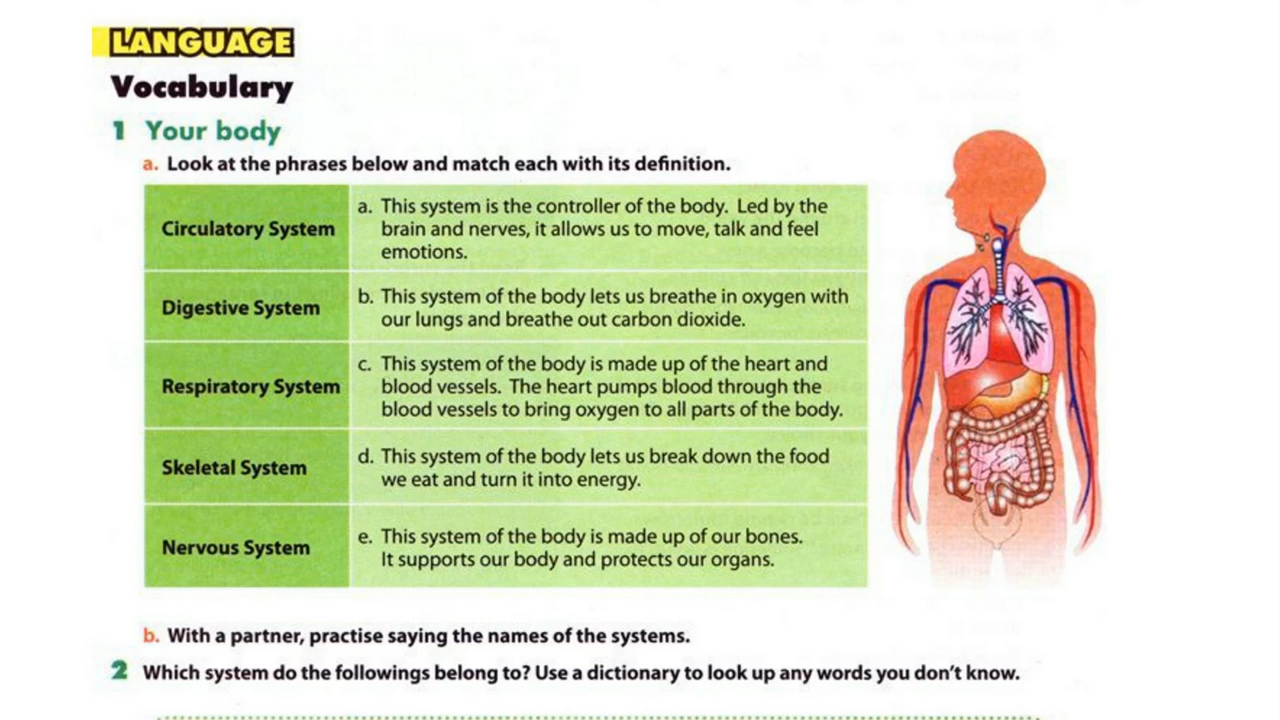 LANGUAGE
Vocabulary
1 Your body
a. Look at the phrases below and match each with its definition.
Circulatory System
a. This system is the controller of the body. Led by the
brain and nerves, it allows us to move, talk and feel
emotions.
Digestive System
b. This system of the body lets us breathe in oxygen with
our lungs and breathe out carbon dioxide.
Respiratory System
c. This system of the body is made up of the heart and
blood vessels. The heart pumps blood through the
blood vessels to bring oxygen to all parts of the body.
Skeletal System
d. This system of the body lets us break down the food
we eat and turn it into energy.
Nervous System
e. This system of the body is made up of our bones.
It supports our body and protects our organs.
b. With a partner, practise saying the names of the systems.
2 Which system do the followings belong to? Use a dictionary to look up any words you don't know.